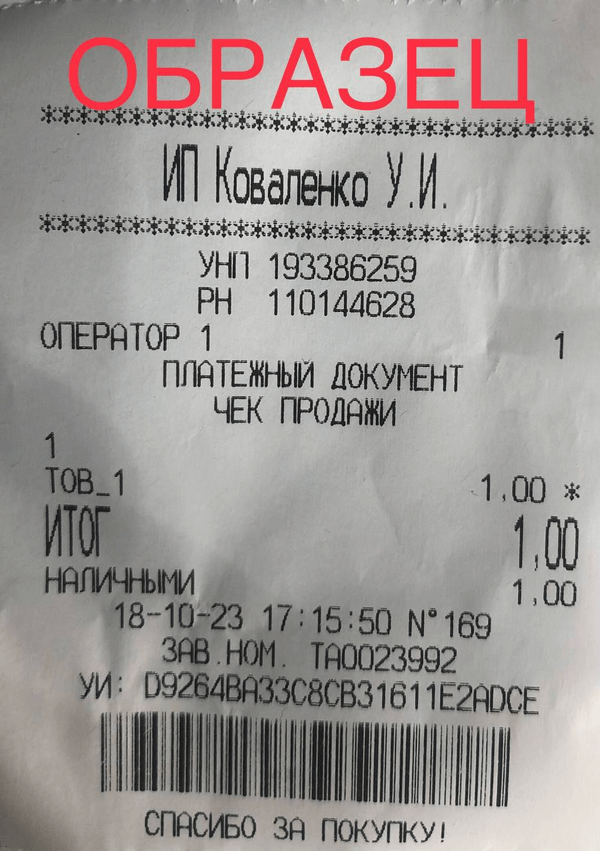 ОБРАЗЕЦ
ИП Коваленко У.И.
УНП 193386259
РН 110144628
ОПЕРАТОР 1 1
ПЛАТЕЖНЫЙ ДОКУМЕНТ
ЧЕК ПРОДАЖИ
1
ТОВ_1 1,00 *
ИТОГ 1,00
НАЛИЧНЫМИ 1,00
18-10-23 17:15:50 N°169
ЗАВ.НОМ. ТА0023992
УИ: D9264BA33C8CB31611E2ADCE
СПАСИБО ЗА ПОКУПКУ!